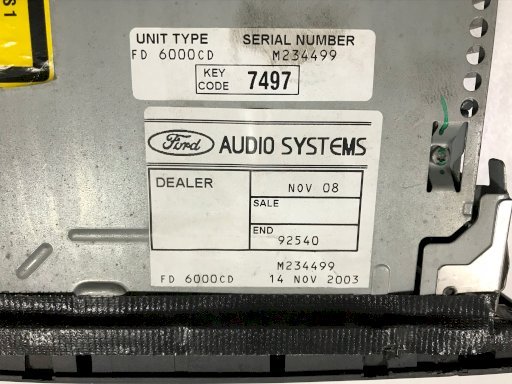 S 1
UNIT TYPE SERIAL NUMBER
FD 6000CD M234499
KEY CODE 7497
Ford AUDIO SYSTEMS
DEALER
NOV 08
SALE
END
92540
M234499
FD 6000CD 14 NOV 2003